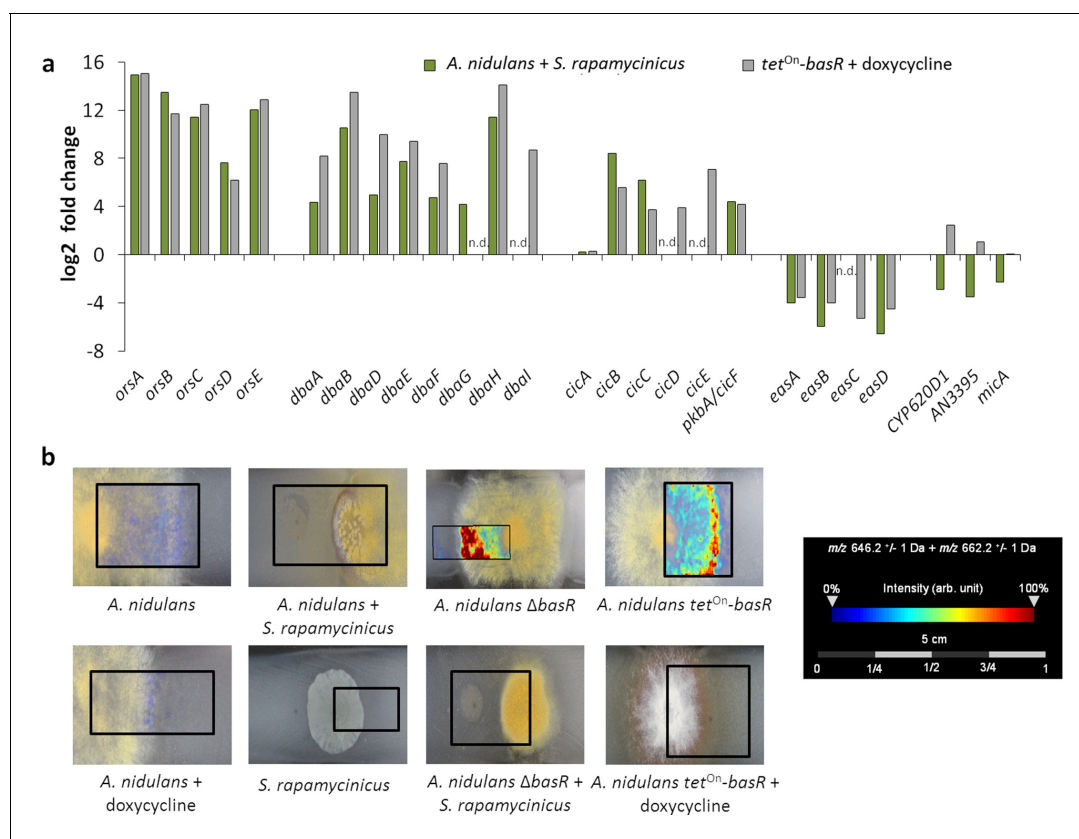 a
A. nidulans + S. rapamycinicus
tetOn-basR + doxycycline
log2 fold change
16
12
8
4
0
-4
-8
n.d.
n.d.
n.d.
n.d.
n.d.
orsA
orsB
orsC
orsD
orsE
dbaA
dbaB
dbaD
dbaE
dbaF
dbaG
dbaH
dbaI
cicA
cicB
cicC
cicD
cicE
pkbA/cicF
easA
easB
easC
easD
CYP620D1
AN3395
micA
b
A. nidulans
A. nidulans +
S. rapamycinicus
A. nidulans ΔbasR
A. nidulans tetOn-basR
A. nidulans +
doxycycline
S. rapamycinicus
A. nidulans ΔbasR +
S. rapamycinicus
A. nidulans tetOn-basR +
doxycycline
m/z 646.2 +/- 1 Da + m/z 662.2 +/- 1 Da
0% Intensity (arb. unit) 100%
5 cm
0 1/4 1/2 3/4 1